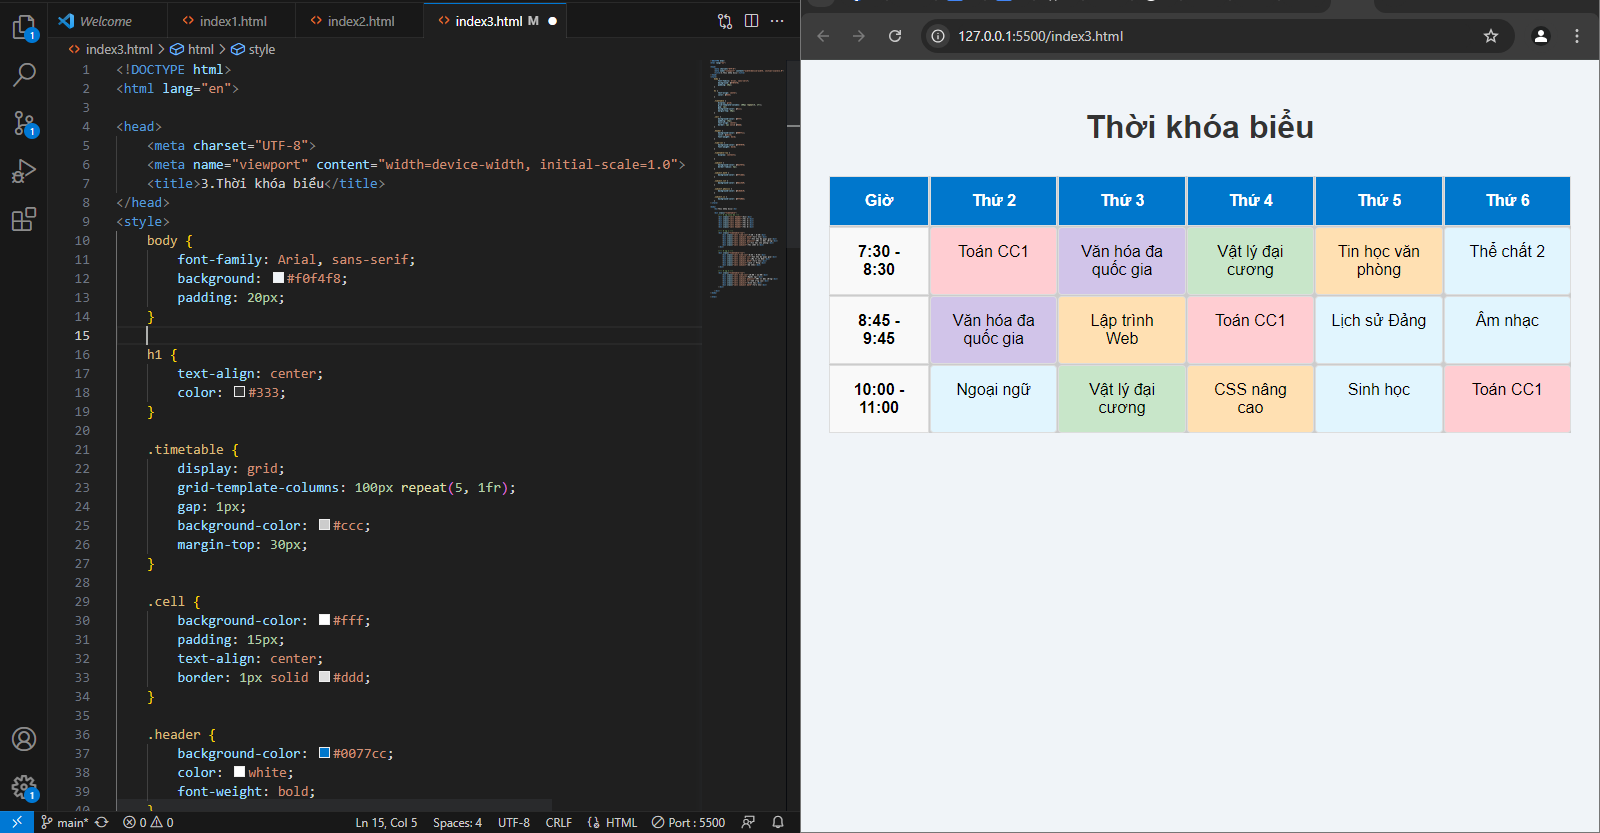 Welcome
index1.html
index2.html
index3.html M
index3.html > html > style
1 <!DOCTYPE html>
2 <html lang="en">
3
4 <head>
5 <meta charset="UTF-8">
6 <meta name="viewport" content="width=device-width, initial-scale=1.0">
7 <title>3.Thời khóa biểu</title>
8 </head>
9 <style>
10 body {
11 font-family: Arial, sans-serif;
12 background: #f0f4f8;
13 padding: 20px;
14 }
15
16 h1 {
17 text-align: center;
18 color: #333;
19 }
20
21 .timetable {
22 display: grid;
23 grid-template-columns: 100px repeat(5, 1fr);
24 gap: 1px;
25 background-color: #ccc;
26 margin-top: 30px;
27 }
28
29 .cell {
30 background-color: #fff;
31 padding: 15px;
32 text-align: center;
33 border: 1px solid #ddd;
34 }
35
36 .header {
37 background-color: #0077cc;
38 color: white;
39 font-weight: bold;
40 }
1
1
1
main* 0 0 Ln 15, Col 5 Spaces: 4 UTF-8 CRLF HTML Port : 5500
127.0.0.1:5500/index3.html
Thời khóa biểu
Giờ Thứ 2 Thứ 3 Thứ 4 Thứ 5 Thứ 6
7:30 - Toán CC1 Văn hóa đa Vật lý đại Tin học văn Thể chất 2
8:30 quốc gia cương phòng
8:45 - Văn hóa đa Lập trình Toán CC1 Lịch sử Đảng Âm nhạc
9:45 quốc gia Web
10:00 - Ngoại ngữ Vật lý đại CSS nâng Sinh học Toán CC1
11:00 cương cao